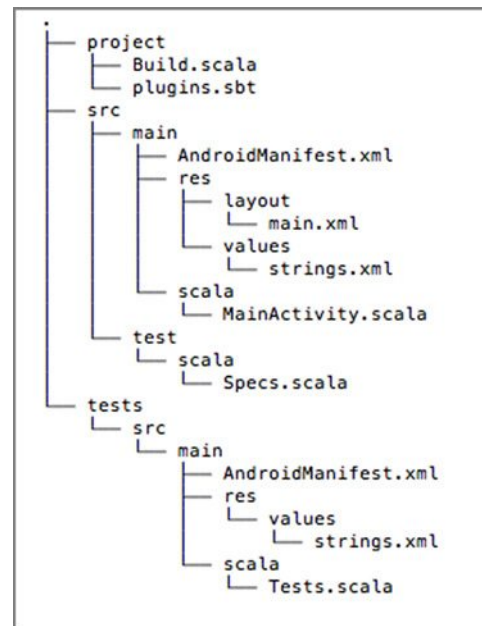 .
├── project
│   ├── Build.scala
│   └── plugins.sbt
├── src
│   ├── main
│   │   ├── AndroidManifest.xml
│   │   ├── res
│   │   │   ├── layout
│   │   │   │   └── main.xml
│   │   │   └── values
│   │   │       └── strings.xml
│   │   └── scala
│   │       └── MainActivity.scala
│   └── test
│       └── scala
│           └── Specs.scala
└── tests
    └── src
        └── main
            ├── AndroidManifest.xml
            ├── res
            │   └── values
            │       └── strings.xml
            └── scala
                └── Tests.scala